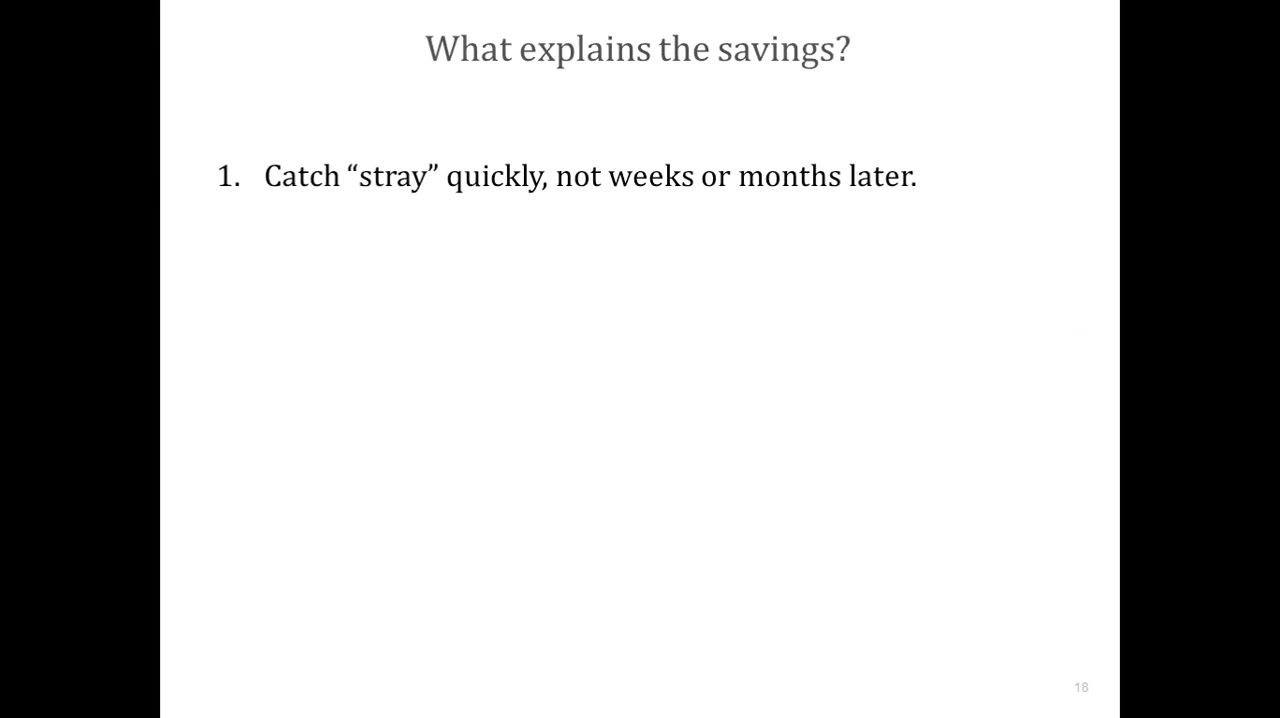 What explains the savings?
1. Catch “stray” quickly, not weeks or months later.
18